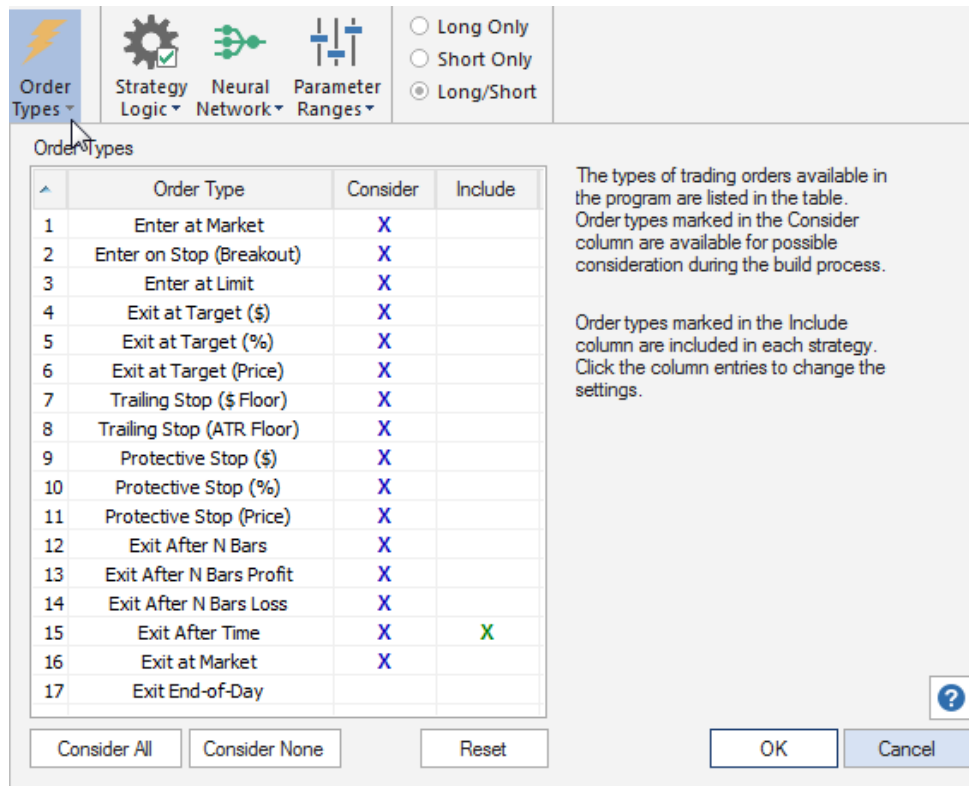 Order Types
Strategy Logic
Neural Network
Parameter Ranges
Long Only
Short Only
Long/Short
Order Types
Order Type Consider Include
1 Enter at Market X
2 Enter on Stop (Breakout) X
3 Enter at Limit X
4 Exit at Target ($) X
5 Exit at Target (%) X
6 Exit at Target (Price) X
7 Trailing Stop ($ Floor) X
8 Trailing Stop (ATR Floor) X
9 Protective Stop ($) X
10 Protective Stop (%) X
11 Protective Stop (Price) X
12 Exit After N Bars X
13 Exit After N Bars Profit X
14 Exit After N Bars Loss X
15 Exit After Time X X
16 Exit at Market X
17 Exit End-of-Day
The types of trading orders available in
the program are listed in the table.
Order types marked in the Consider
column are available for possible
consideration during the build process.
Order types marked in the Include
column are included in each strategy.
Click the column entries to change the
settings.
?
Consider All
Consider None
Reset
OK
Cancel